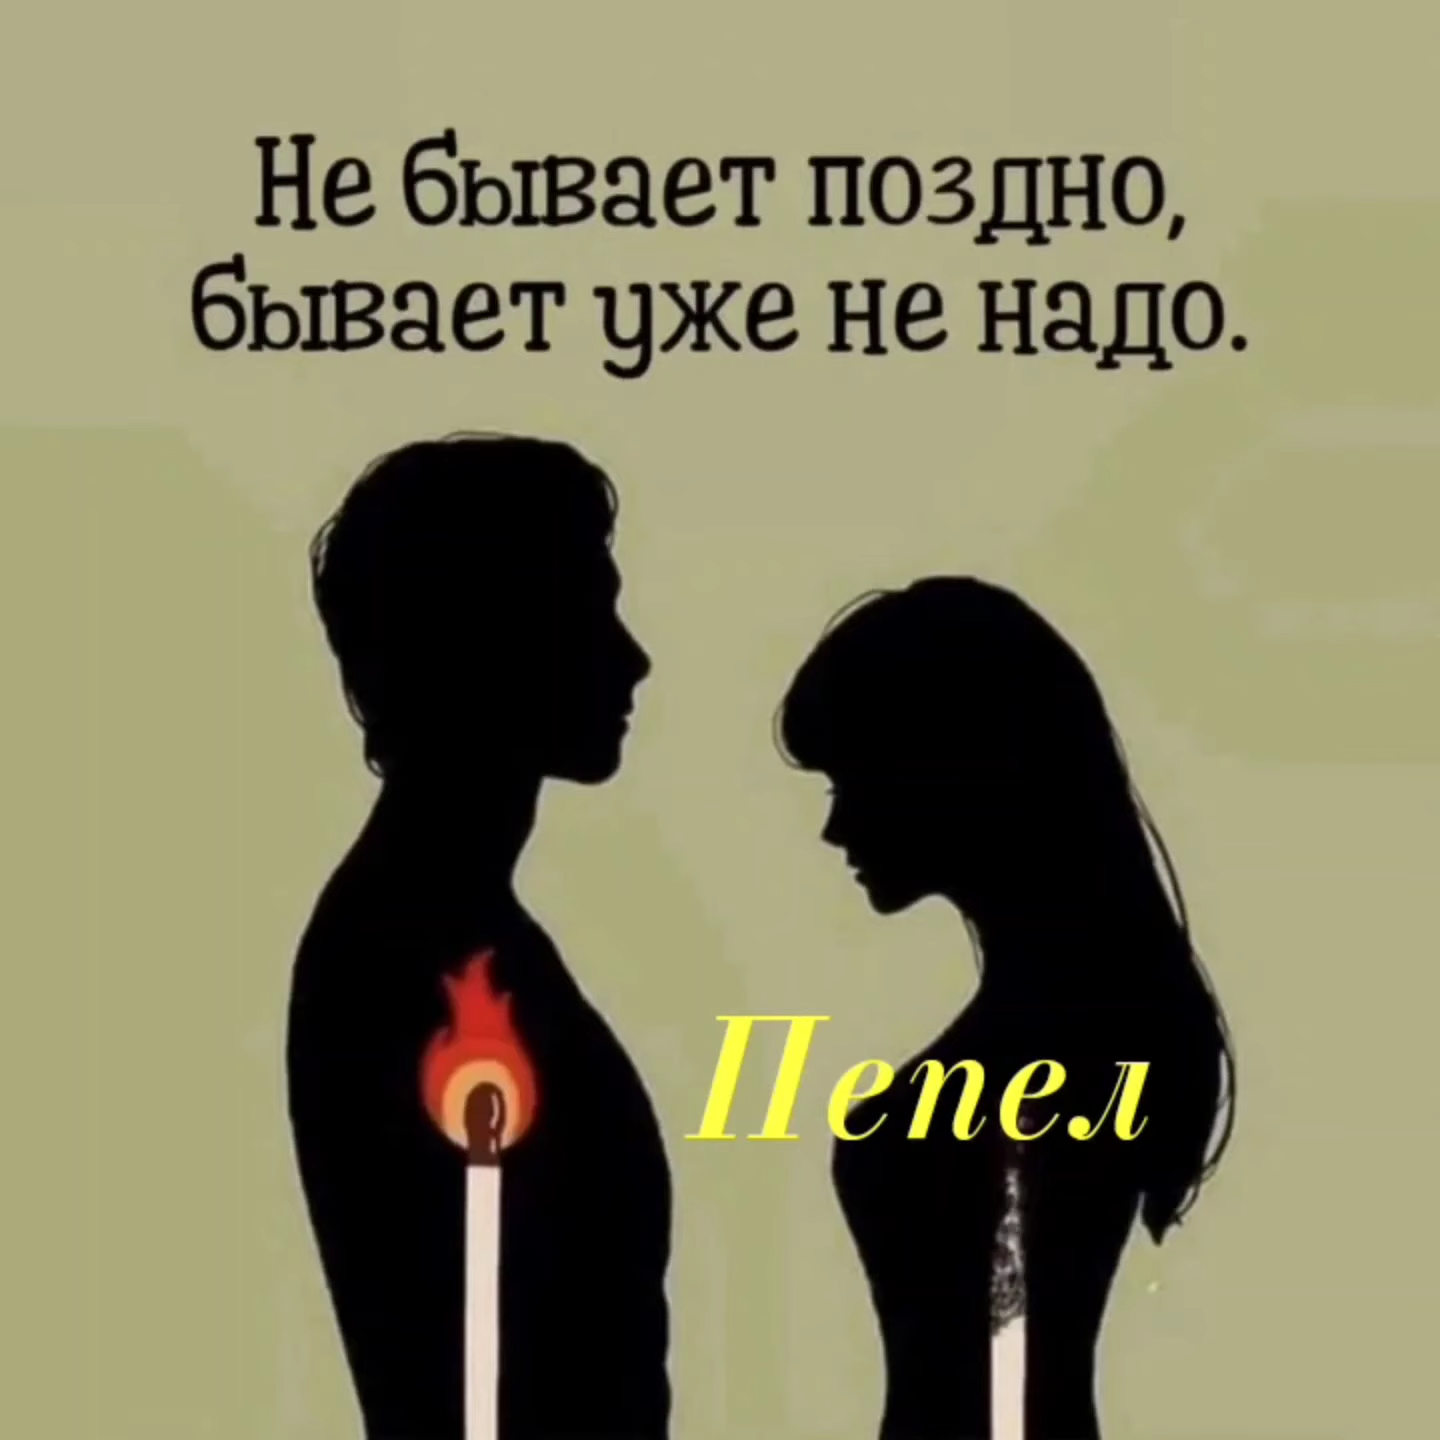 Не бывает поздно,
бывает уже не надо.
Пепел